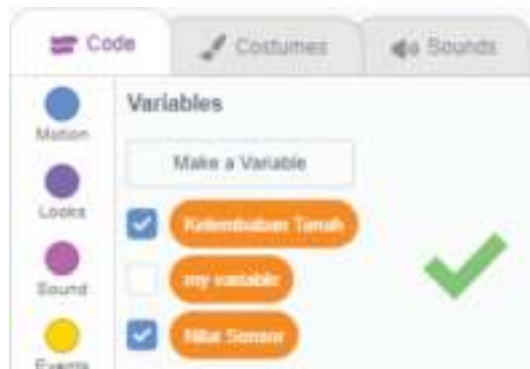 Code
Costumes
Sounds
Variables
Motion
Make a Variable
Looks
Kelembaban Tanah
my variable
Sound
Nilai Sensor
Events